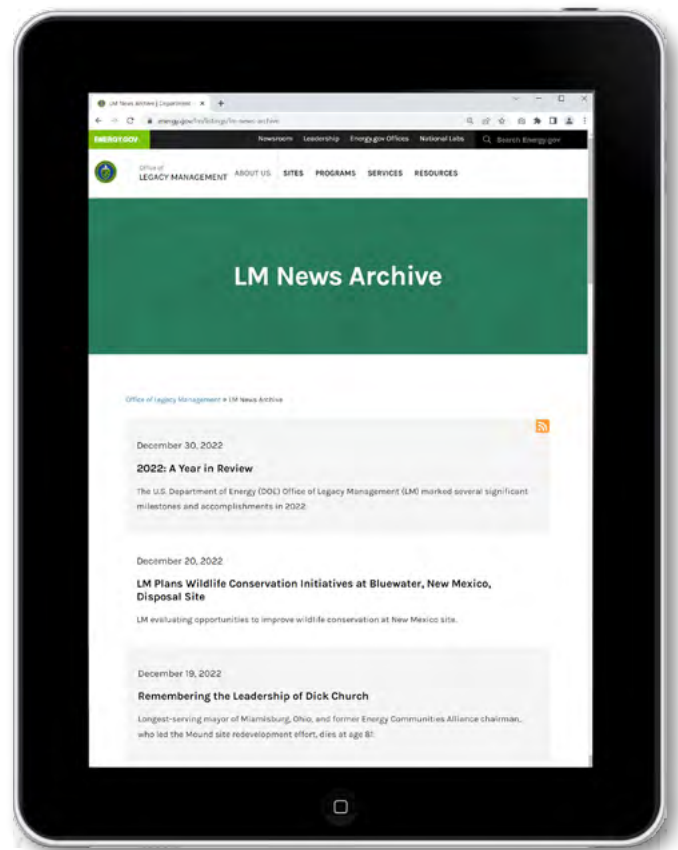 LM News Archive | Department
energy.gov/lm/listings/lm-news-archive
ENERGY.GOV Newsroom Leadership Energy.gov Offices National Labs Search Energy.gov
Office of
LEGACY MANAGEMENT ABOUT US SITES PROGRAMS SERVICES RESOURCES
LM News Archive
Office of Legacy Management » LM News Archive
December 30, 2022
2022: A Year in Review
The U.S. Department of Energy (DOE) Office of Legacy Management (LM) marked several significant
milestones and accomplishments in 2022
December 20, 2022
LM Plans Wildlife Conservation Initiatives at Bluewater, New Mexico,
Disposal Site
LM evaluating opportunities to improve wildlife conservation at New Mexico site.
December 19, 2022
Remembering the Leadership of Dick Church
Longest-serving mayor of Miamisburg, Ohio, and former Energy Communities Alliance chairman,
who led the Mound site redevelopment effort, dies at age 81.